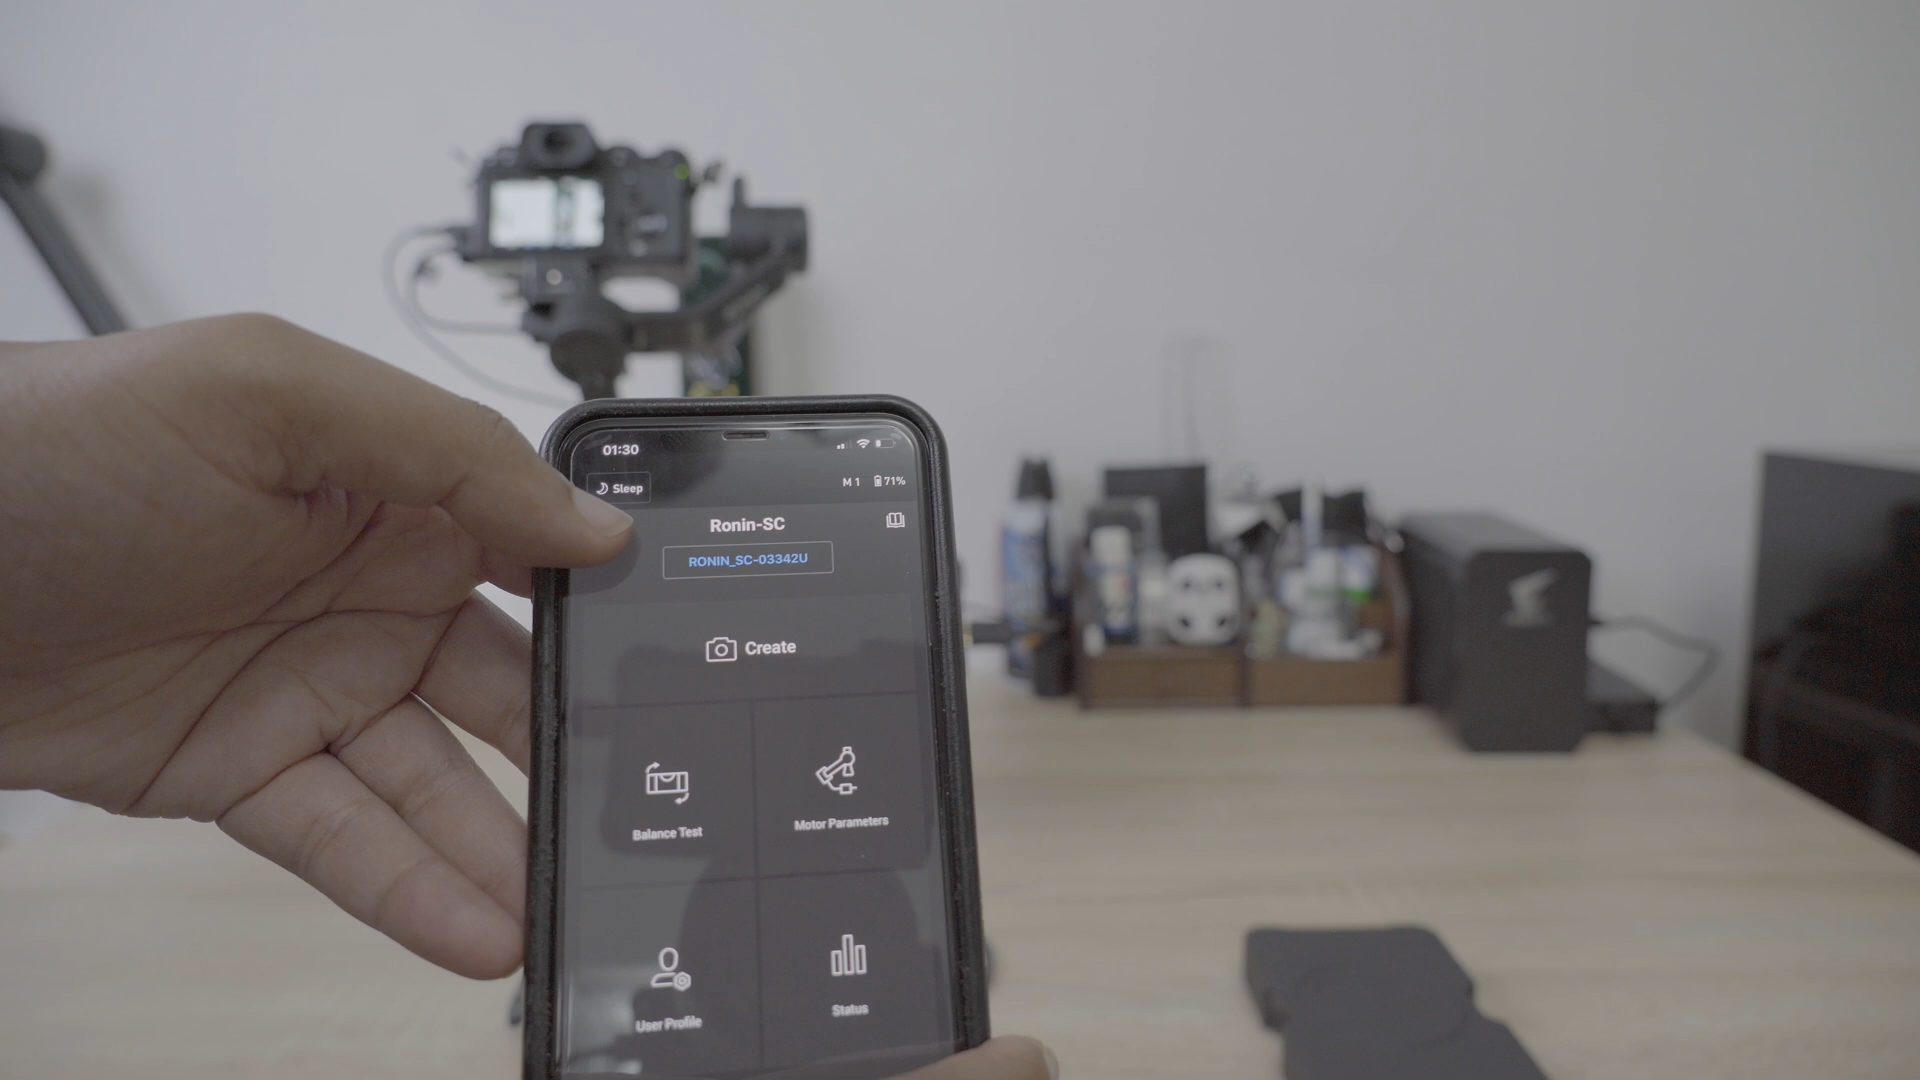 01:30
Sleep
M 1 71%
Ronin-SC
RONIN_SC-03342U
Create
Balance Test
Motor Parameters
User Profile
Status